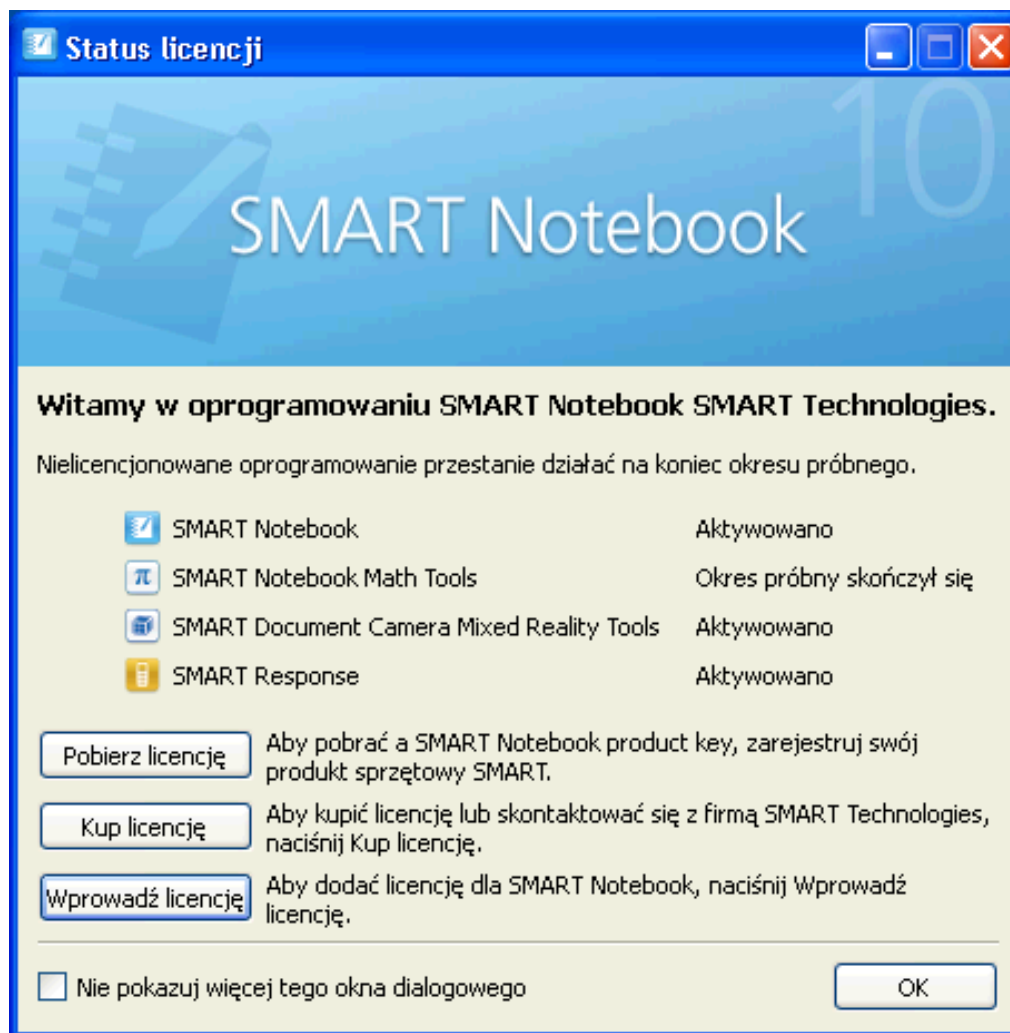 Status licencji
10
SMART Notebook
Witamy w oprogramowaniu SMART Notebook SMART Technologies.
Nielicencjonowane oprogramowanie przestanie działać na koniec okresu próbnego.
SMART Notebook Aktywowano
π SMART Notebook Math Tools Okres próbny skończył się
SMART Document Camera Mixed Reality Tools Aktywowano
SMART Response Aktywowano
Pobierz licencję Aby pobrać a SMART Notebook product key, zarejestruj swój
produkt sprzętowy SMART.
Kup licencję Aby kupić licencję lub skontaktować się z firmą SMART Technologies,
naciśnij Kup licencję.
Wprowadź licencję Aby dodać licencję dla SMART Notebook, naciśnij Wprowadź
licencję.
Nie pokazuj więcej tego okna dialogowego OK